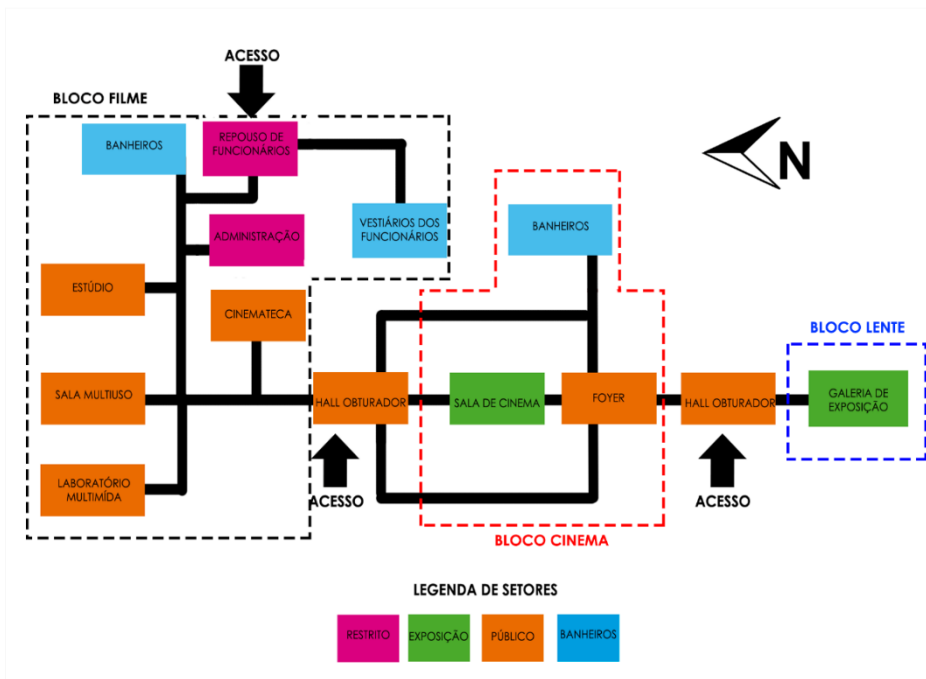 ACESSO
BLOCO FILME
BANHEIROS
REPOUSO DE
FUNCIONÁRIOS
N
VESTIÁRIOS DOS
FUNCIONÁRIOS
ADMINISTRAÇÃO
BANHEIROS
ESTÚDIO
CINEMATECA
BLOCO LENTE
SALA MULTIUSO
HALL OBTURADOR
SALA DE CINEMA
FOYER
HALL OBTURADOR
GALERIA DE
EXPOSIÇÃO
LABORATÓRIO
MULTIMÍDA
ACESSO
ACESSO
BLOCO CINEMA
LEGENDA DE SETORES
RESTRITO
EXPOSIÇÃO
PÚBLICO
BANHEIROS